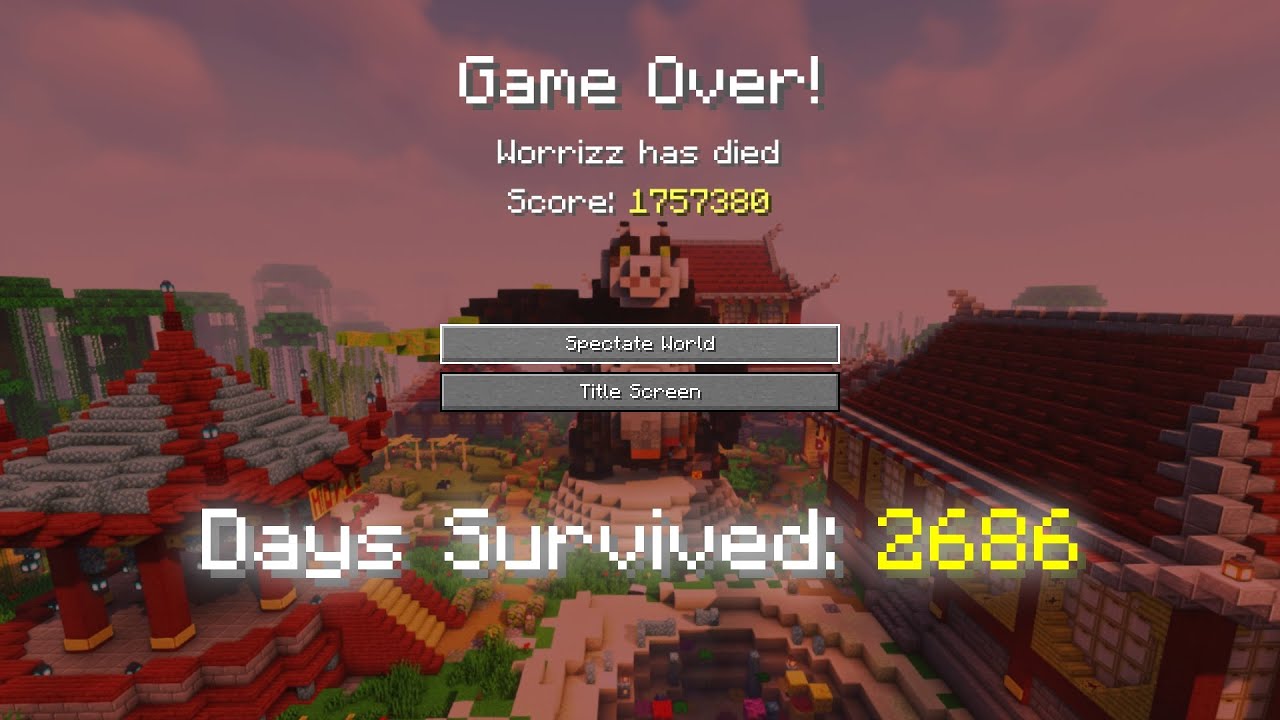 Game Over!
Worrizz has died
Score: 1757380
Spectate World
Title Screen
Days Survived: 2686